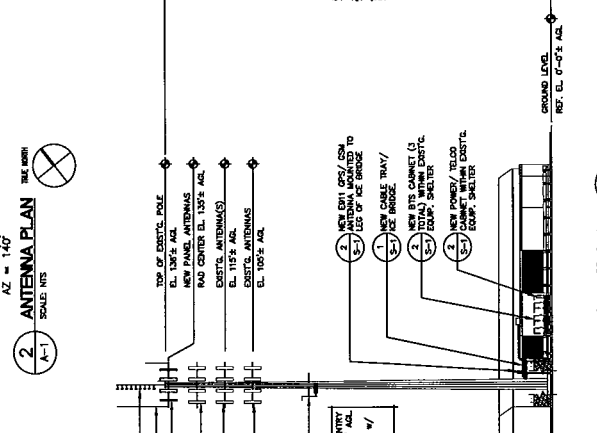 AZ = 140°
2
A-1
ANTENNA PLAN
SCALE: NTS
TRUE NORTH
TOP OF EXIST'G. POLE
EL. 136'± AGL
NEW PANEL ANTENNAS
RAD CENTER EL. 135'± AGL
EXIST'G. ANTENNA(S)
EL. 115'± AGL
EXIST'G. ANTENNAS
EL. 105'± AGL
2
S-1
NEW E911 GPS/ GSM
ANTENNA MOUNTED TO
LEG OF ICE BRIDGE
1
S-1
NEW CABLE TRAY/
ICE BRIDGE.
2
S-1
NEW BTS CABINET (3
TOTAL) WITHIN EXIST'G.
EQUIP. SHELTER
2
S-1
NEW POWER/ TELCO
CABINET WITHIN EXIST'G.
EQUIP. SHELTER
GROUND LEVEL
REF. EL. 0'-0"± AGL
NTRY
AGL
w/